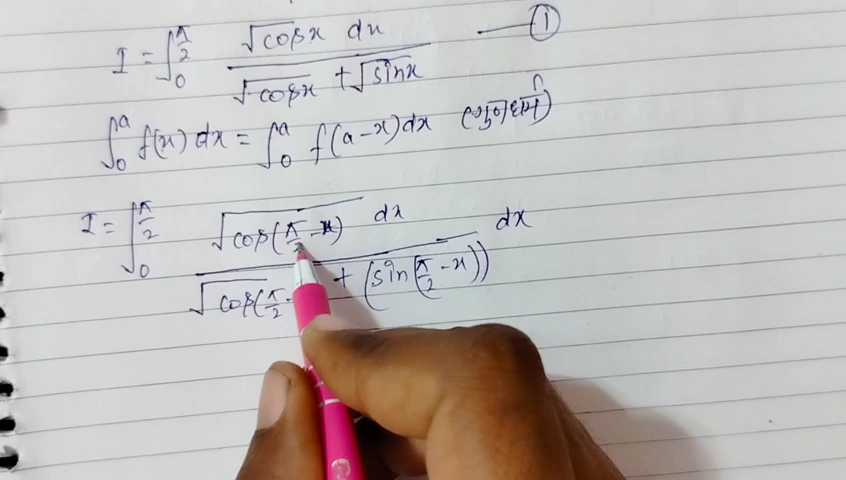 I = ∫₀^(π/2) √cosx dx / (√cosx + √sinx) —— ①
∫₀^a f(x) dx = ∫₀^a f(a-x) dx
I = ∫₀^(π/2) √cos(π/2 - x) dx / (√cos(π/2 - + (sin(π/2 - x)) dx